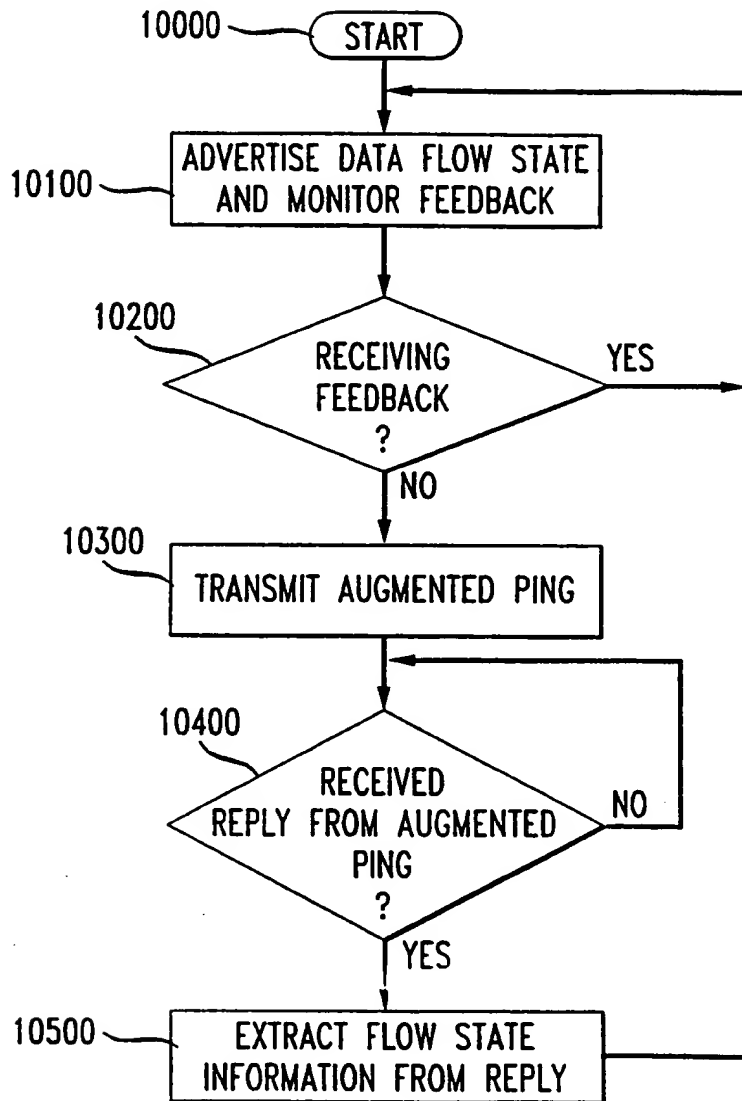 10000
START
10100
ADVERTISE DATA FLOW STATE
AND MONITOR FEEDBACK
10200
RECEIVING
FEEDBACK
?
YES
NO
10300
TRANSMIT AUGMENTED PING
10400
RECEIVED
REPLY FROM AUGMENTED
PING
?
NO
YES
10500
EXTRACT FLOW STATE
INFORMATION FROM REPLY